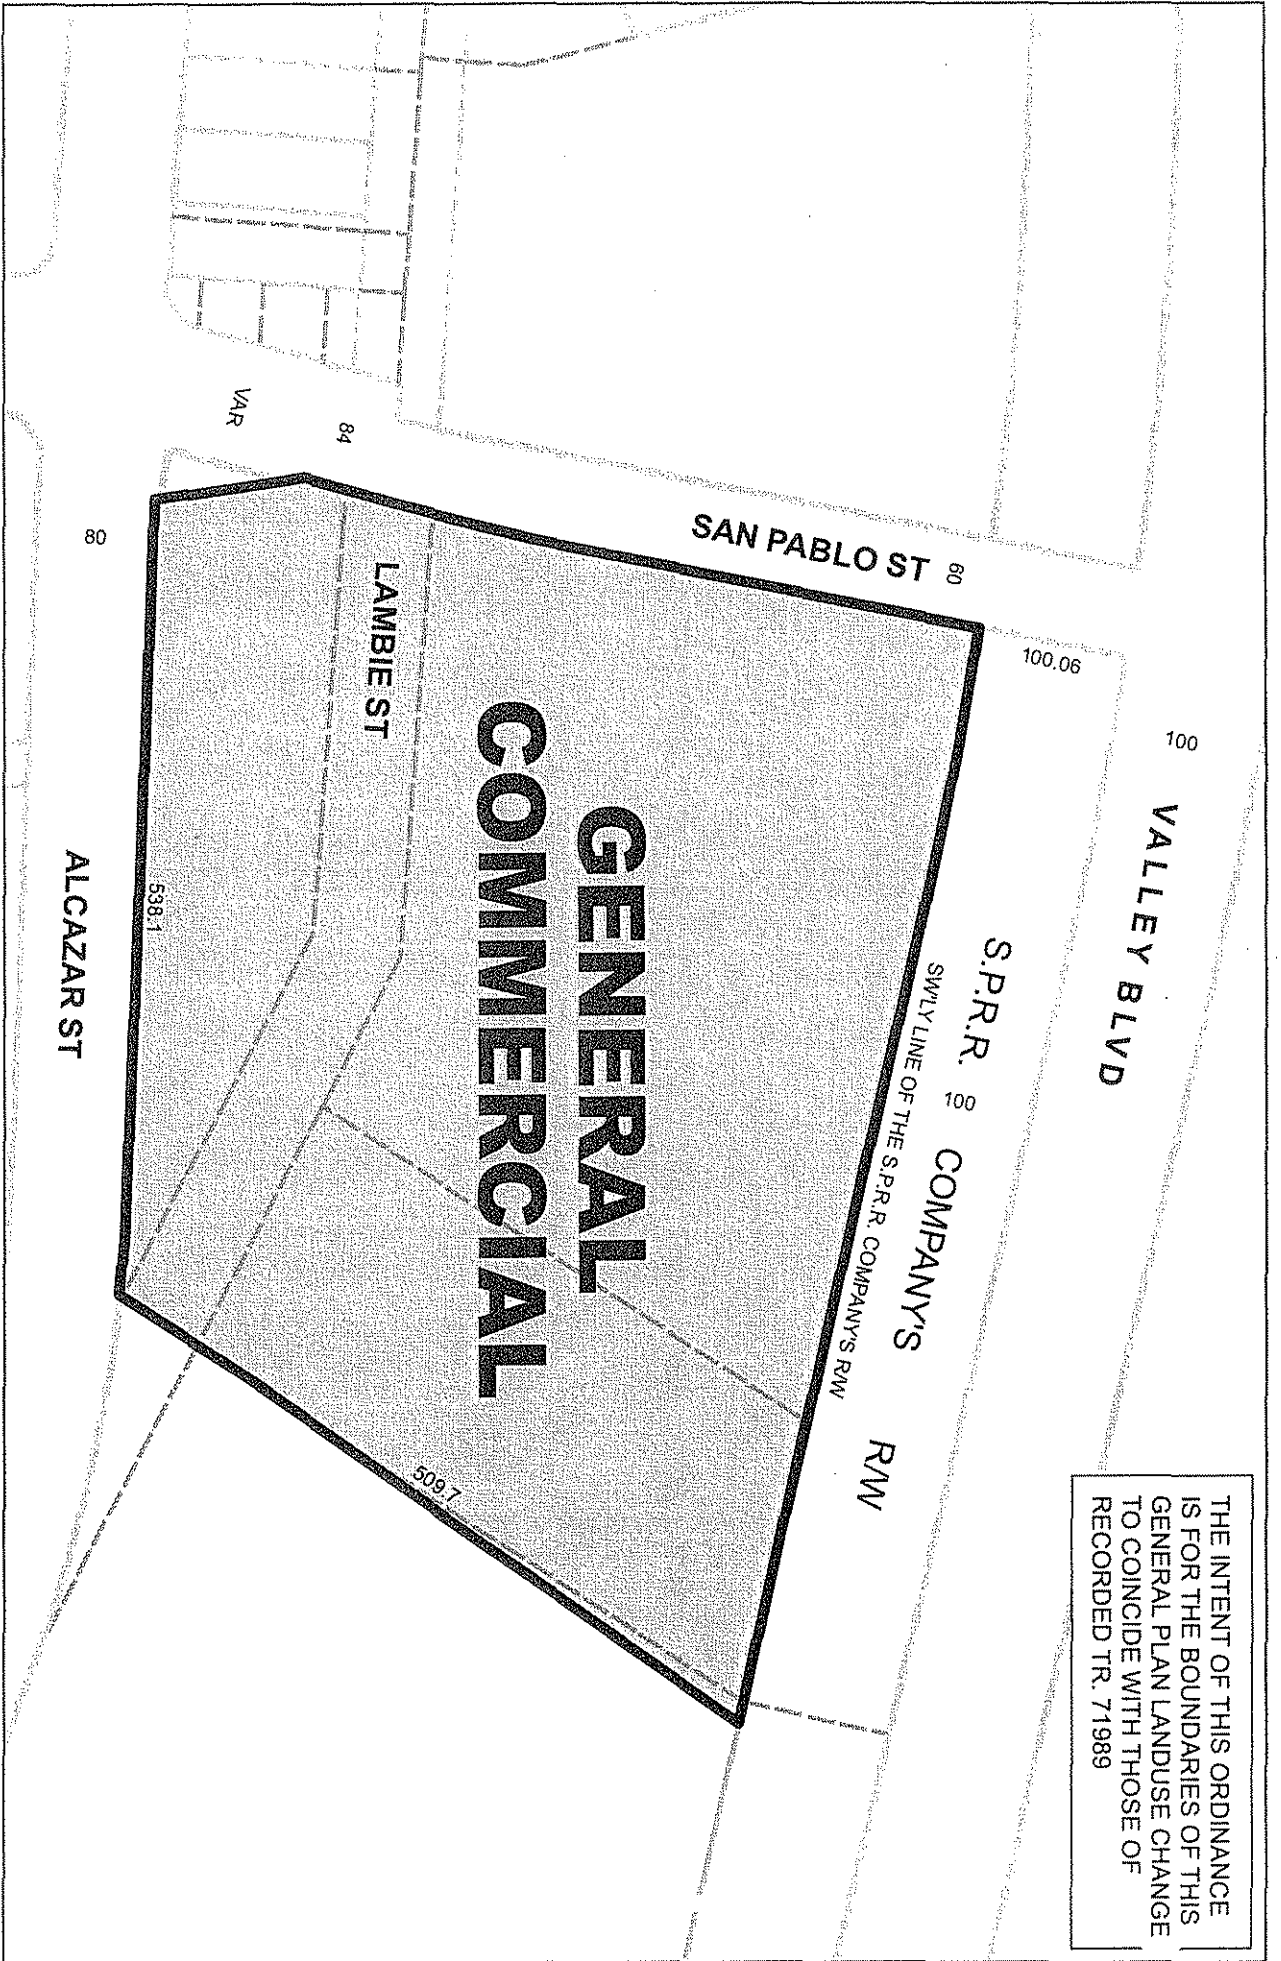 THE INTENT OF THIS ORDINANCE
IS FOR THE BOUNDARIES OF THIS
GENERAL PLAN LANDUSE CHANGE
TO COINCIDE WITH THOSE OF
RECORDED TR. 71989
100
VALLEY BLVD
100.06
S.P.R.R. 100 COMPANY'S R/W
SW'LY LINE OF THE S.P.R.R. COMPANY'S R/W
SAN PABLO ST 60
GENERAL
COMMERCIAL
LAMBIE ST
84
VAR
509.7
538.1
80
ALCAZAR ST